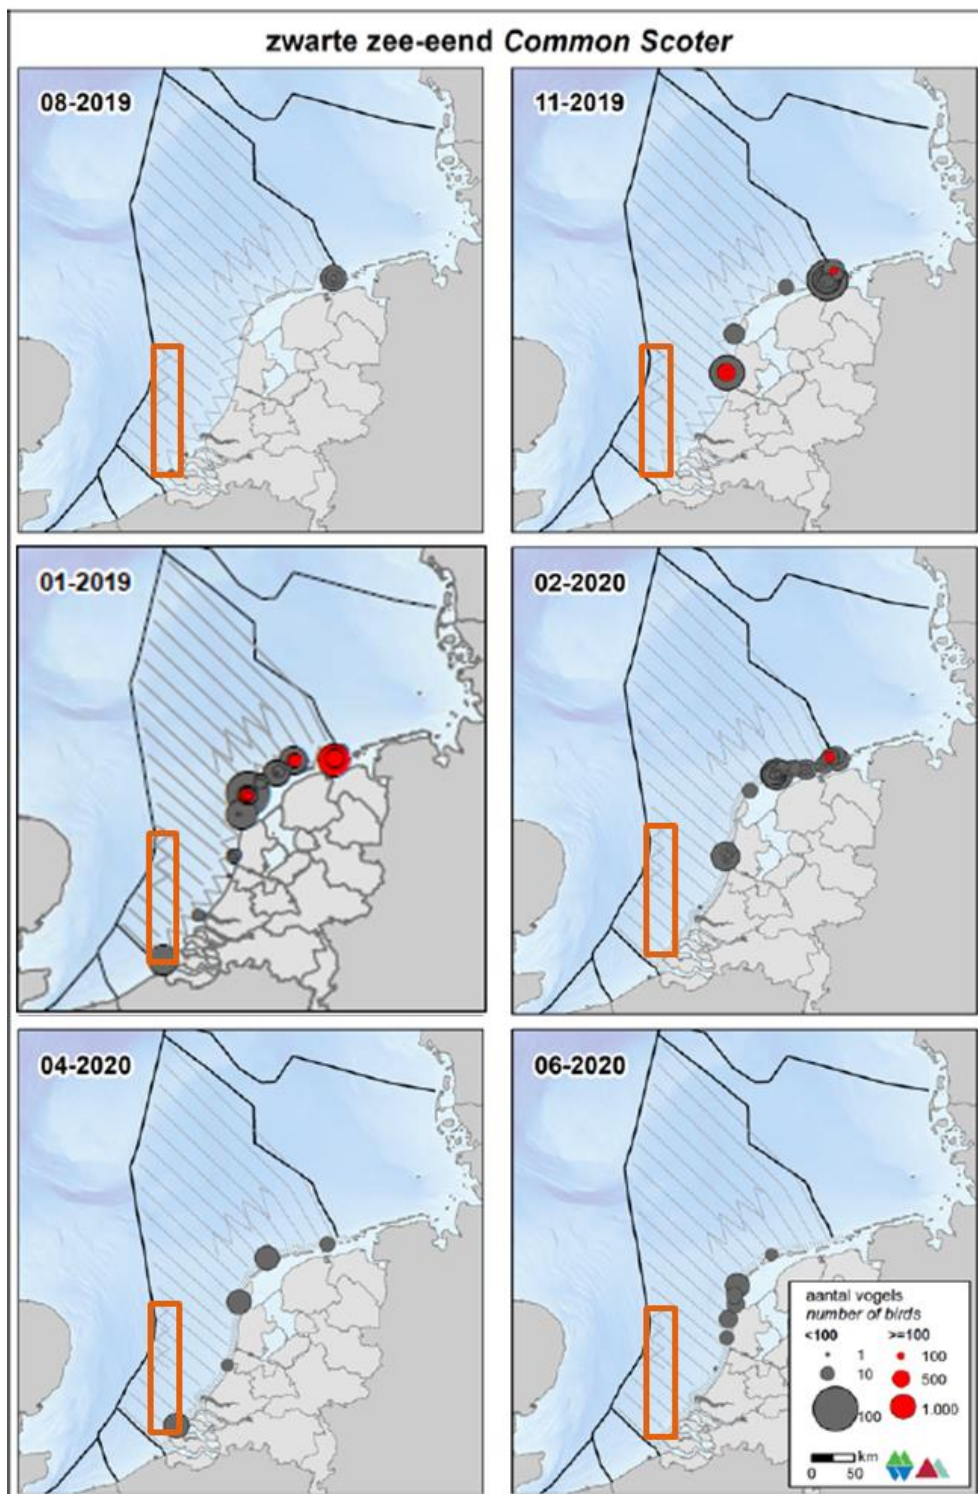 zwarte zee-eend Common Scoter
08-2019
11-2019
01-2019
02-2020
04-2020
06-2020
aantal vogels
number of birds
<100 >=100
1 100
10 500
100 1.000
km
0 50